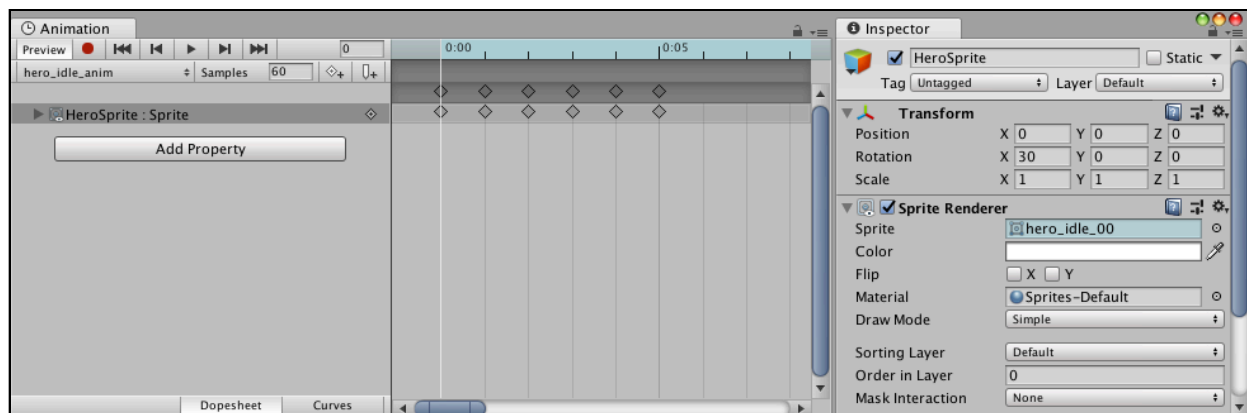 Animation
Preview 0 0:00 0:05
hero_idle_anim Samples 60
HeroSprite : Sprite
Add Property
Dopesheet Curves
Inspector
HeroSprite Static
Tag Untagged Layer Default
Transform
Position X 0 Y 0 Z 0
Rotation X 30 Y 0 Z 0
Scale X 1 Y 1 Z 1
Sprite Renderer
Sprite hero_idle_00
Color
Flip X Y
Material Sprites-Default
Draw Mode Simple
Sorting Layer Default
Order in Layer 0
Mask Interaction None